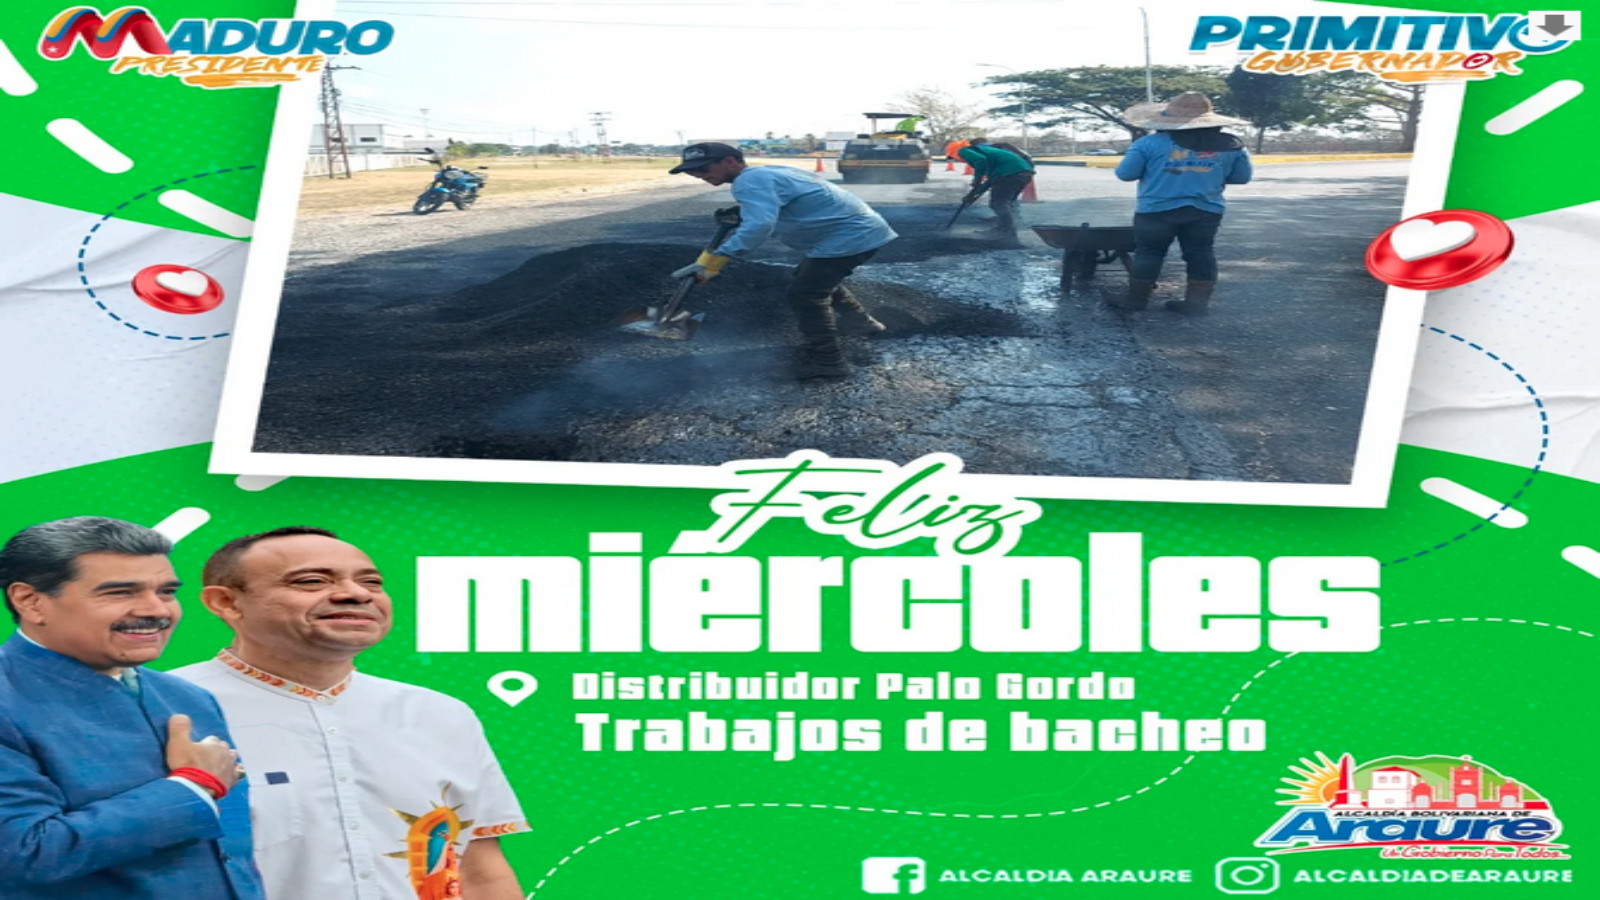 MADURO
PRESIDENTE
PRIMITIVO
GOBERNADOR
Feliz
miércoles
Distribuidor Palo Gordo
Trabajos de bacheo
ALCALDÍA BOLIVARIANA DE
Araure
Un Gobierno Para Todos
ALCALDIA ARAURE
ALCALDIADEARAURE